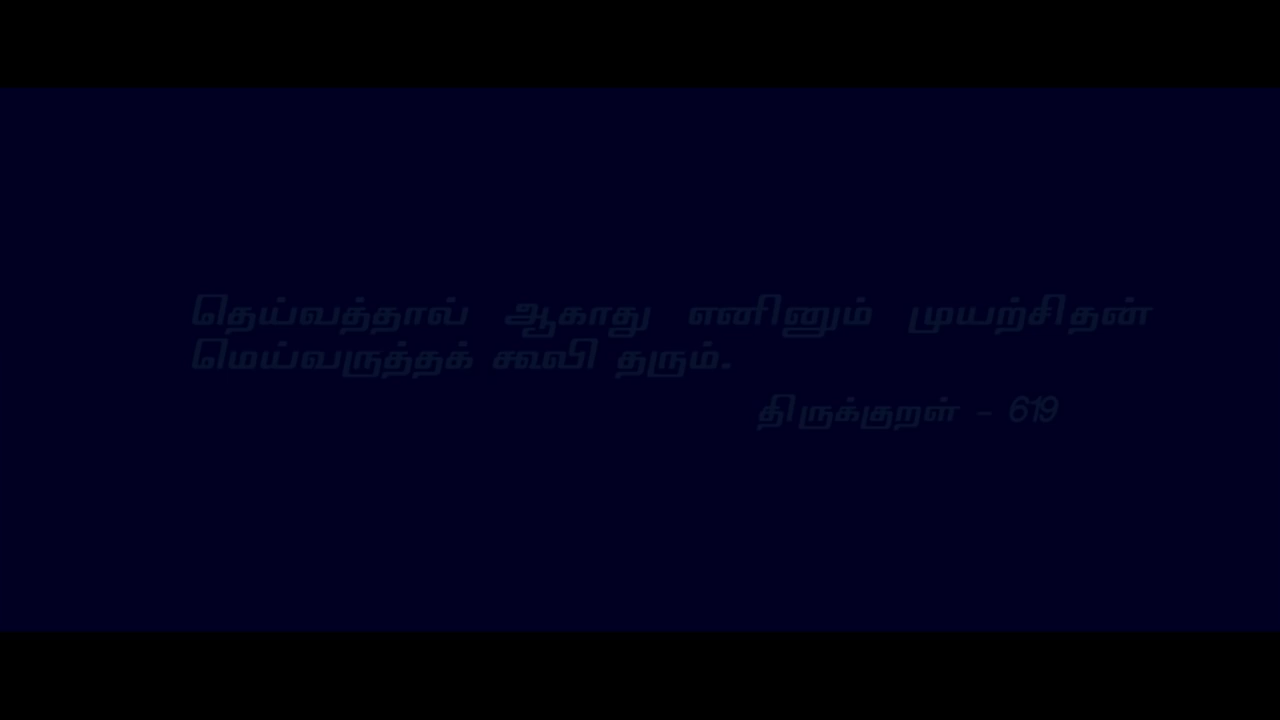 தெய்வத்தால் ஆகாது எனினும் முயற்சிதன்
மெய்வருத்தக் கூலி தரும்.
திருக்குறள் - 619